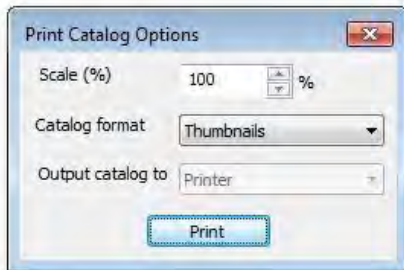 Print Catalog Options
Scale (%) 100 %
Catalog format Thumbnails
Output catalog to Printer
Print